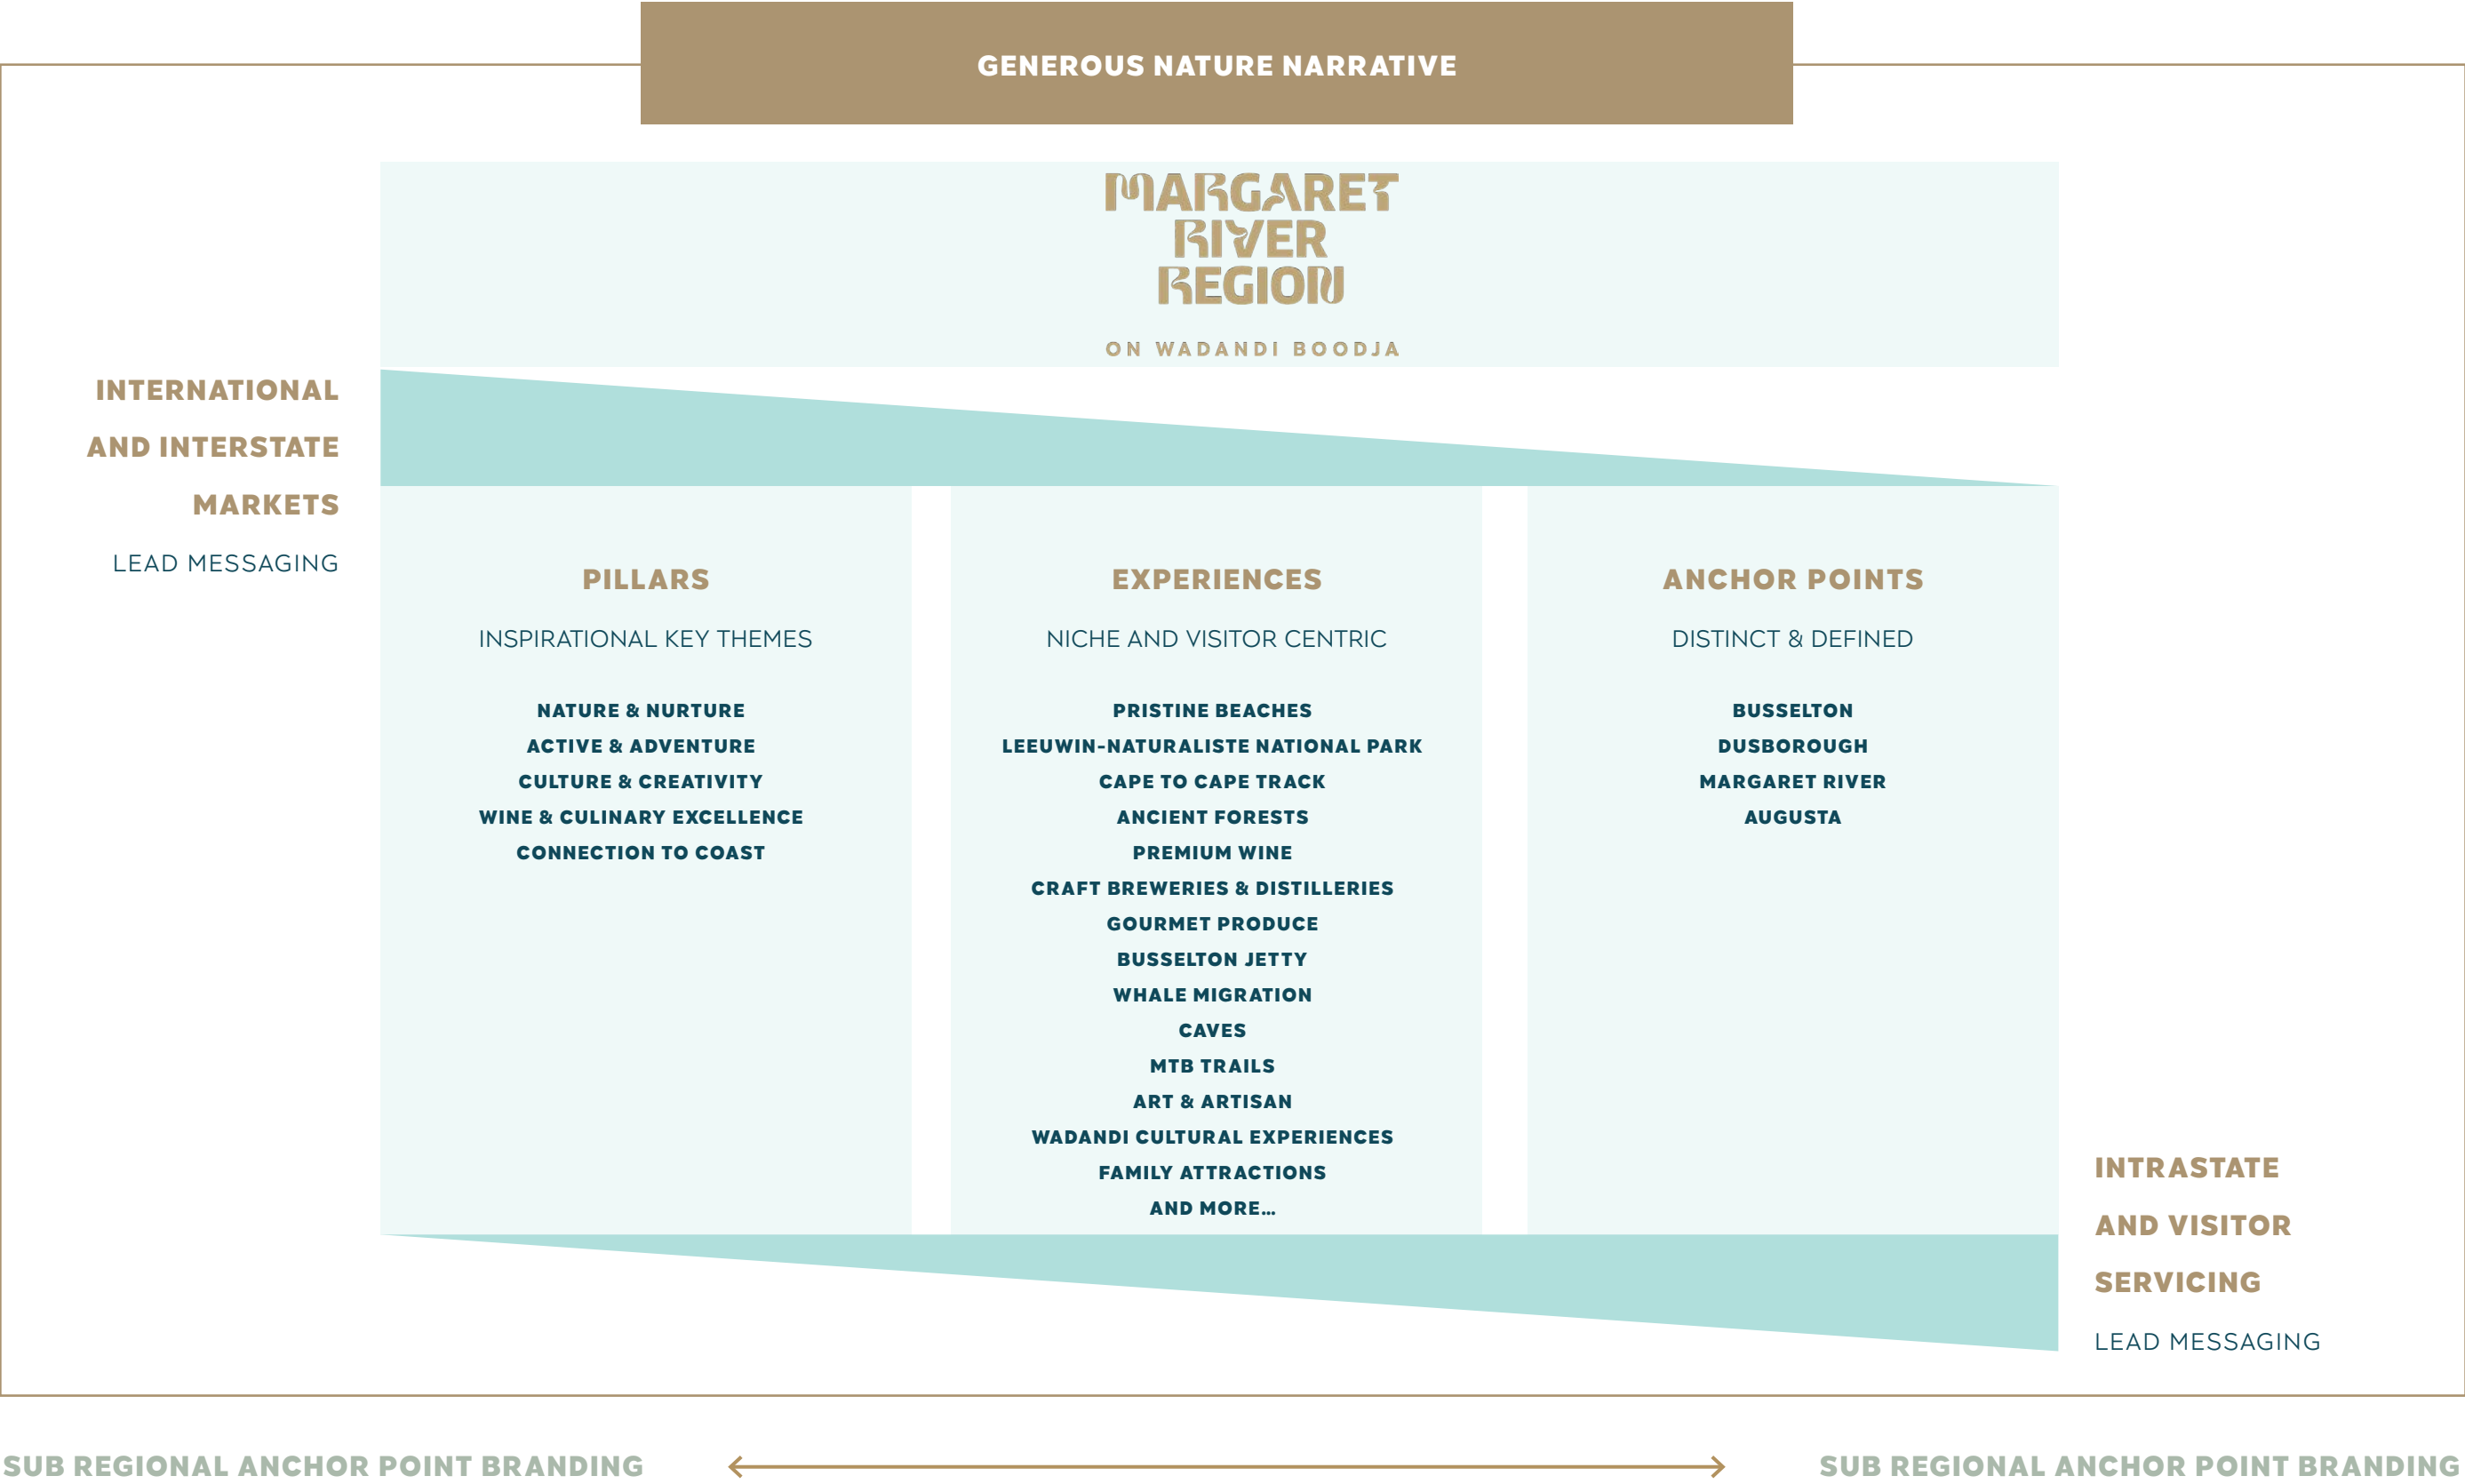 GENEROUS NATURE NARRATIVE
MARGARET
RIVER
REGION
ON WADANDI BOODJA
INTERNATIONAL
AND INTERSTATE
MARKETS
LEAD MESSAGING
PILLARS
INSPIRATIONAL KEY THEMES
NATURE & NURTURE
ACTIVE & ADVENTURE
CULTURE & CREATIVITY
WINE & CULINARY EXCELLENCE
CONNECTION TO COAST
EXPERIENCES
NICHE AND VISITOR CENTRIC
PRISTINE BEACHES
LEEUWIN-NATURALISTE NATIONAL PARK
CAPE TO CAPE TRACK
ANCIENT FORESTS
PREMIUM WINE
CRAFT BREWERIES & DISTILLERIES
GOURMET PRODUCE
BUSSELTON JETTY
WHALE MIGRATION
CAVES
MTB TRAILS
ART & ARTISAN
WADANDI CULTURAL EXPERIENCES
FAMILY ATTRACTIONS
AND MORE…
ANCHOR POINTS
DISTINCT & DEFINED
BUSSELTON
DUSBOROUGH
MARGARET RIVER
AUGUSTA
INTRASTATE
AND VISITOR
SERVICING
LEAD MESSAGING
SUB REGIONAL ANCHOR POINT BRANDING
SUB REGIONAL ANCHOR POINT BRANDING